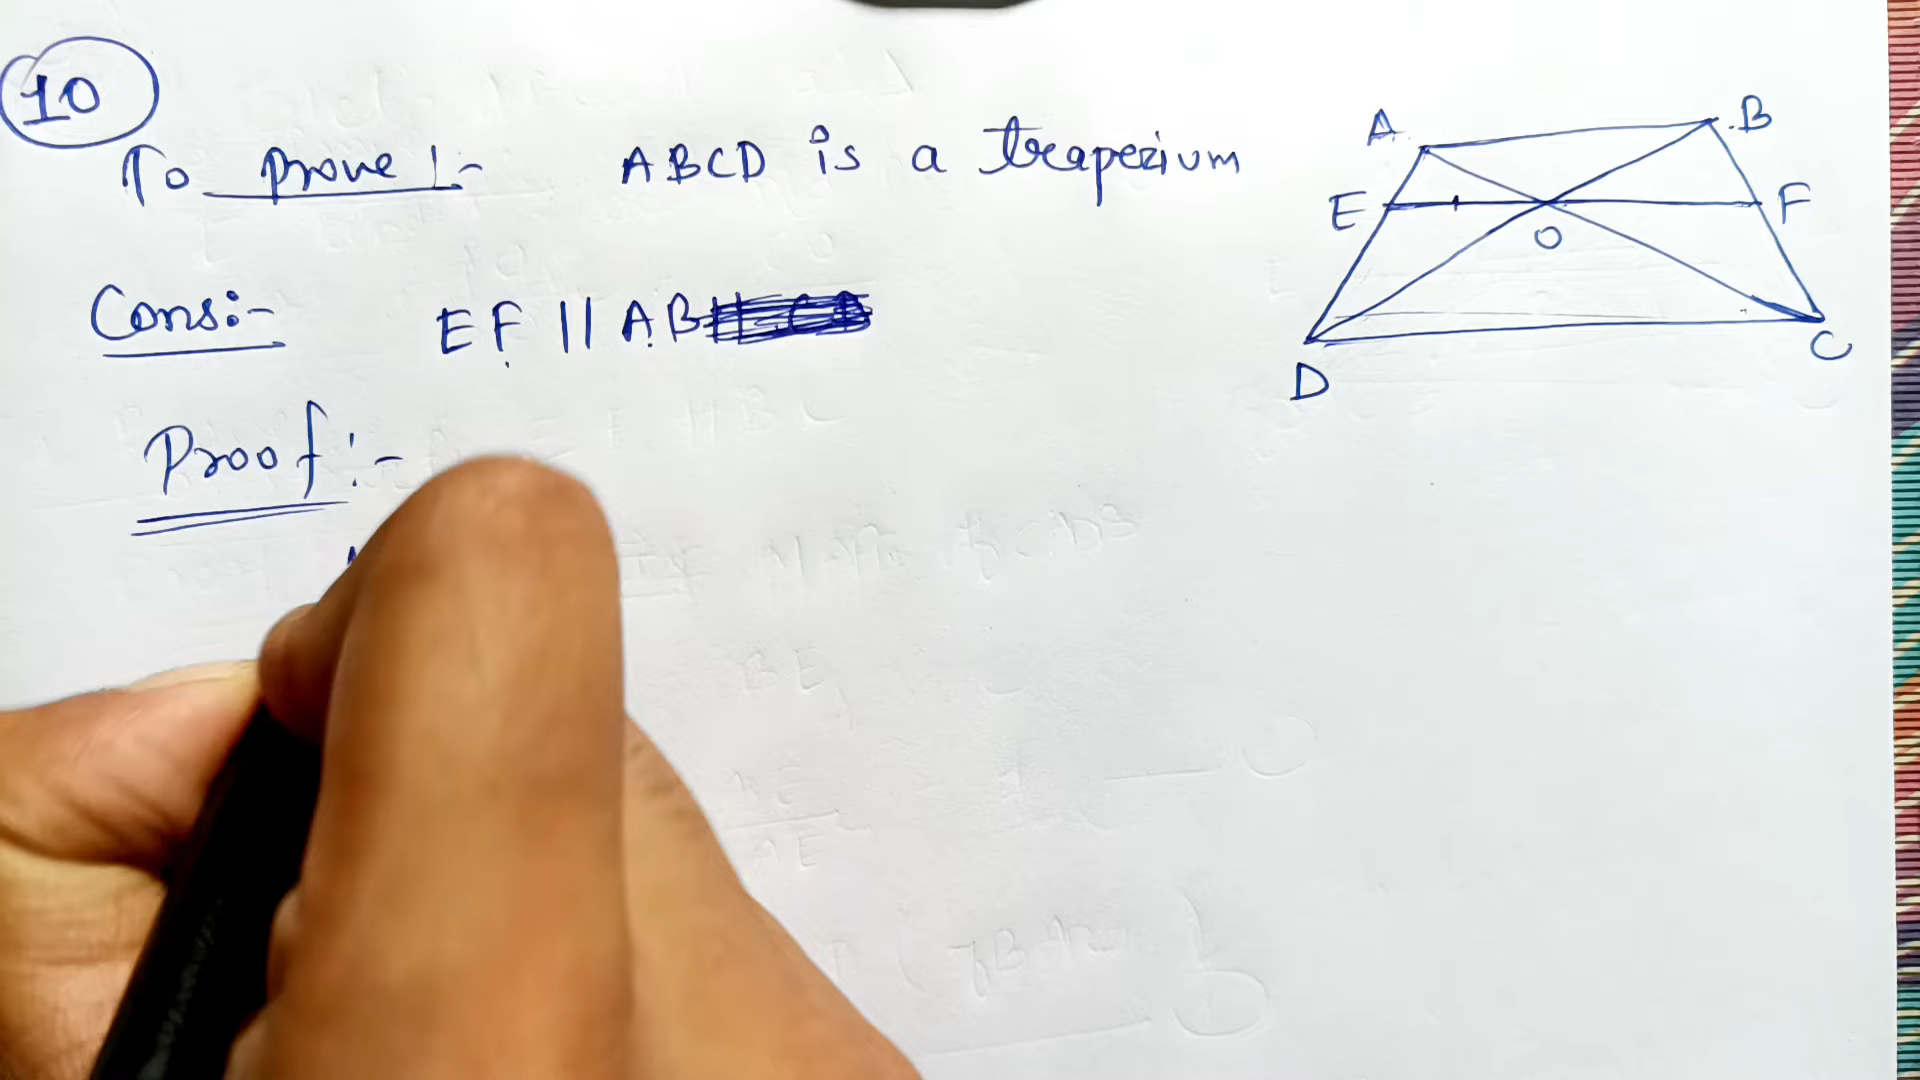 10
To prove :- ABCD is a trapezium
Cons:- EF || AB
Proof :-
A
B
E
F
O
D
C